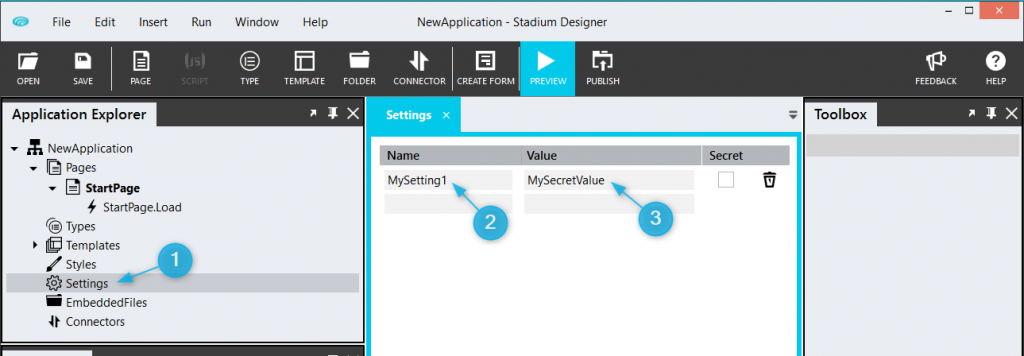 File Edit Insert Run Window Help NewApplication - Stadium Designer
OPEN SAVE PAGE SCRIPT TYPE TEMPLATE FOLDER CONNECTOR CREATE FORM PREVIEW PUBLISH FEEDBACK HELP
Application Explorer
NewApplication
Pages
StartPage
StartPage.Load
Types
Templates
Styles
Settings
EmbeddedFiles
Connectors
1
Settings
Name Value Secret
MySetting1 MySecretValue
2 3
Toolbox